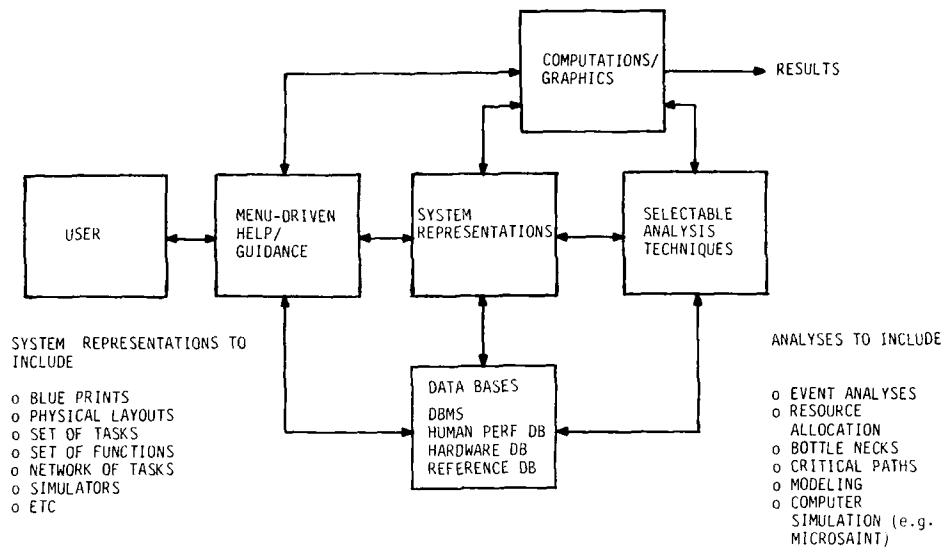 COMPUTATIONS/
GRAPHICS
RESULTS
USER
MENU-DRIVEN
HELP/
GUIDANCE
SYSTEM
REPRESENTATIONS
SELECTABLE
ANALYSIS
TECHNIQUES
DATA BASES
DBMS
HUMAN PERF DB
HARDWARE DB
REFERENCE DB
SYSTEM REPRESENTATIONS TO
INCLUDE
o BLUE PRINTS
o PHYSICAL LAYOUTS
o SET OF TASKS
o SET OF FUNCTIONS
o NETWORK OF TASKS
o SIMULATORS
o ETC
ANALYSES TO INCLUDE
o EVENT ANALYSES
o RESOURCE
ALLOCATION
o BOTTLE NECKS
o CRITICAL PATHS
o MODELING
o COMPUTER
SIMULATION (e.g.
MICROSAINT)